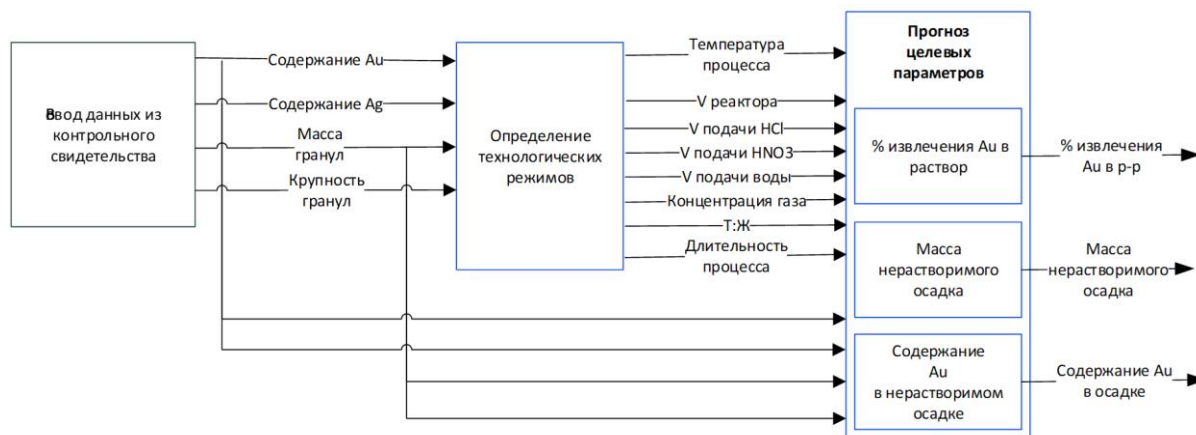 Ввод данных из
контрольного
свидетельства
Содержание Au
Содержание Ag
Масса
гранул
Крупность
гранул
Определение
технологических
режимов
Температура
процесса
V реактора
V подачи HCl
V подачи HNO3
V подачи воды
Концентрация газа
Т:Ж
Длительность
процесса
Прогноз
целевых
параметров
% извлечения Au в
раствор
Масса
нерастворимого
осадка
Содержание
Au
в нерастворимом
осадке
% извлечения
Au в р-р
Масса
нерастворимого
осадка
Содержание Au
в осадке